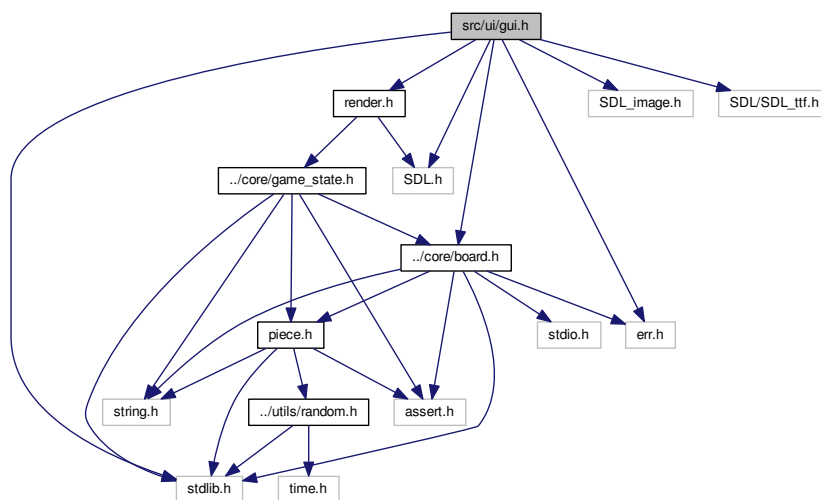 src/ui/gui.h
render.h
SDL_image.h
SDL/SDL_ttf.h
../core/game_state.h
SDL.h
../core/board.h
piece.h
stdio.h
err.h
string.h
../utils/random.h
assert.h
stdlib.h
time.h